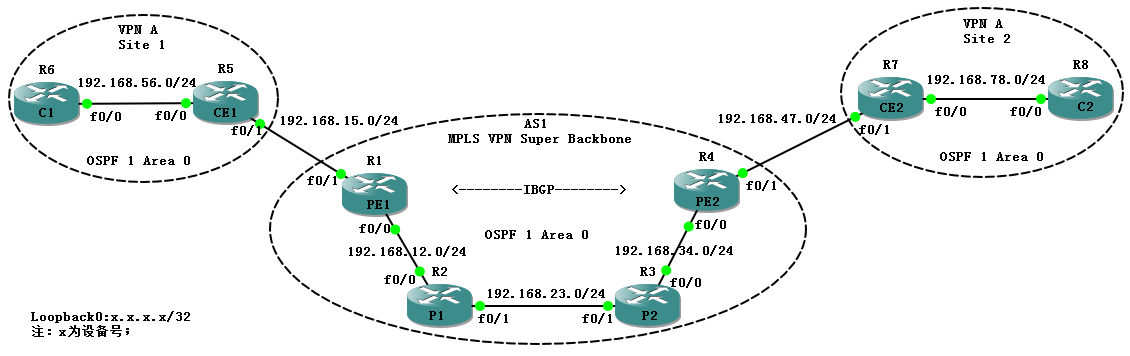 VPN A
Site 1
R6
192.168.56.0/24
R5
C1
f0/0
f0/0
CE1
f0/1
192.168.15.0/24
OSPF 1 Area 0
VPN A
Site 2
R7
192.168.78.0/24
R8
CE2
f0/0
f0/0
C2
f0/1
192.168.47.0/24
OSPF 1 Area 0
AS1
MPLS VPN Super Backbone
R1
f0/1
PE1
f0/0
<--------IBGP-------->
R4
f0/1
PE2
f0/0
192.168.12.0/24
OSPF 1 Area 0
192.168.34.0/24
R2
f0/0
P1
f0/1
192.168.23.0/24
R3
f0/0
f0/1
P2
Loopback0:x.x.x.x/32
注：x为设备号;